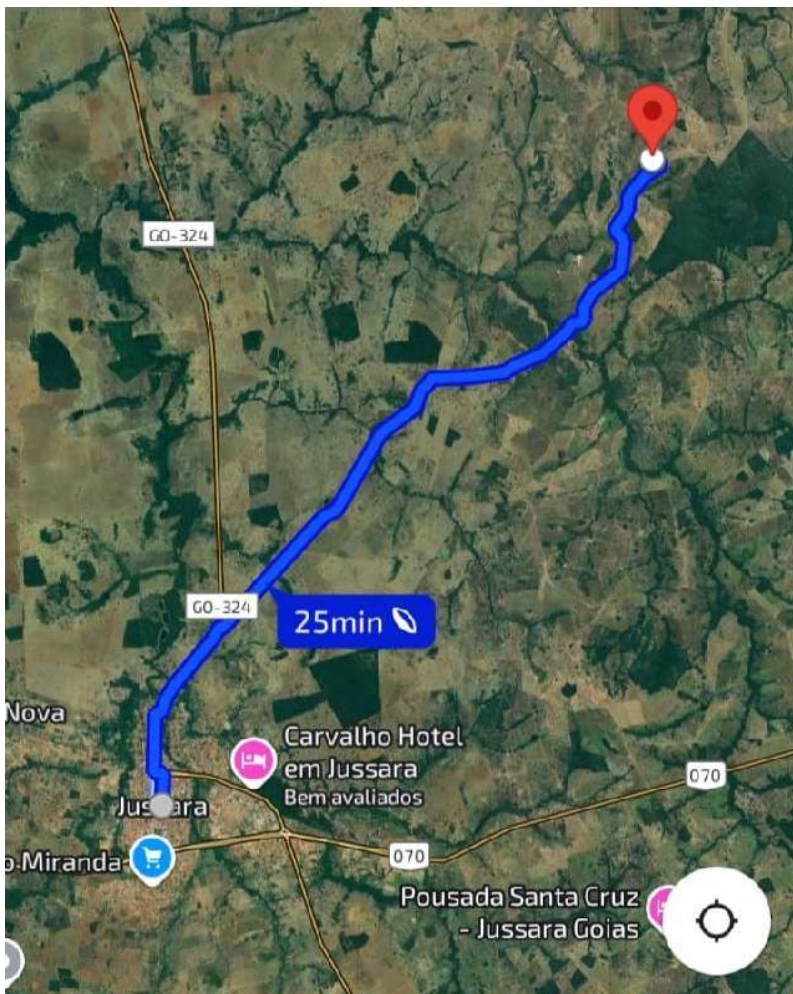 GO-324
GO-324
25min
Nova
Carvalho Hotel
em Jussara
Bem avaliados
Jussara
070
070
o Miranda
Pousada Santa Cruz
- Jussara Goias